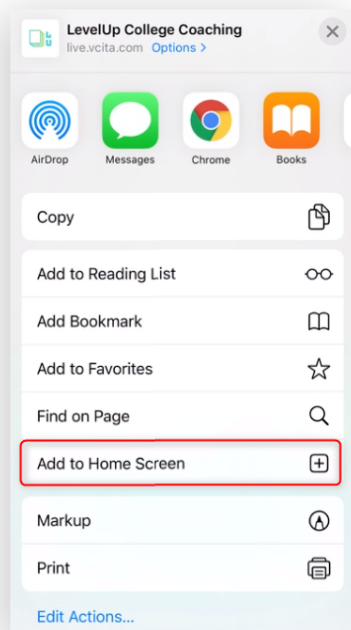 LevelUp College Coaching
live.vcita.com Options >
AirDrop Messages Chrome Books
Copy
Add to Reading List
Add Bookmark
Add to Favorites
Find on Page
Add to Home Screen
Markup
Print
Edit Actions...